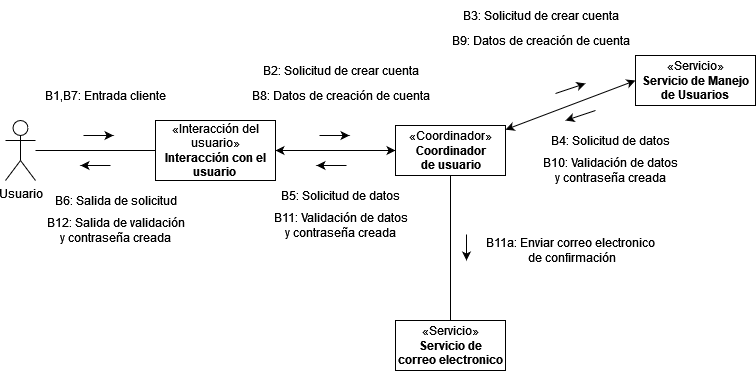 B3: Solicitud de crear cuenta
B9: Datos de creación de cuenta
B2: Solicitud de crear cuenta
B8: Datos de creación de cuenta
B1,B7: Entrada cliente
«Servicio»
Servicio de Manejo
de Usuarios
«Interacción del
usuario»
Interacción con el
usuario
«Coordinador»
Coordinador
de usuario
B4: Solicitud de datos
B10: Validación de datos
y contraseña creada
Usuario
B6: Salida de solicitud
B12: Salida de validación
y contraseña creada
B5: Solicitud de datos
B11: Validación de datos
y contraseña creada
B11a: Enviar correo electronico
de confirmación
«Servicio»
Servicio de
correo electronico